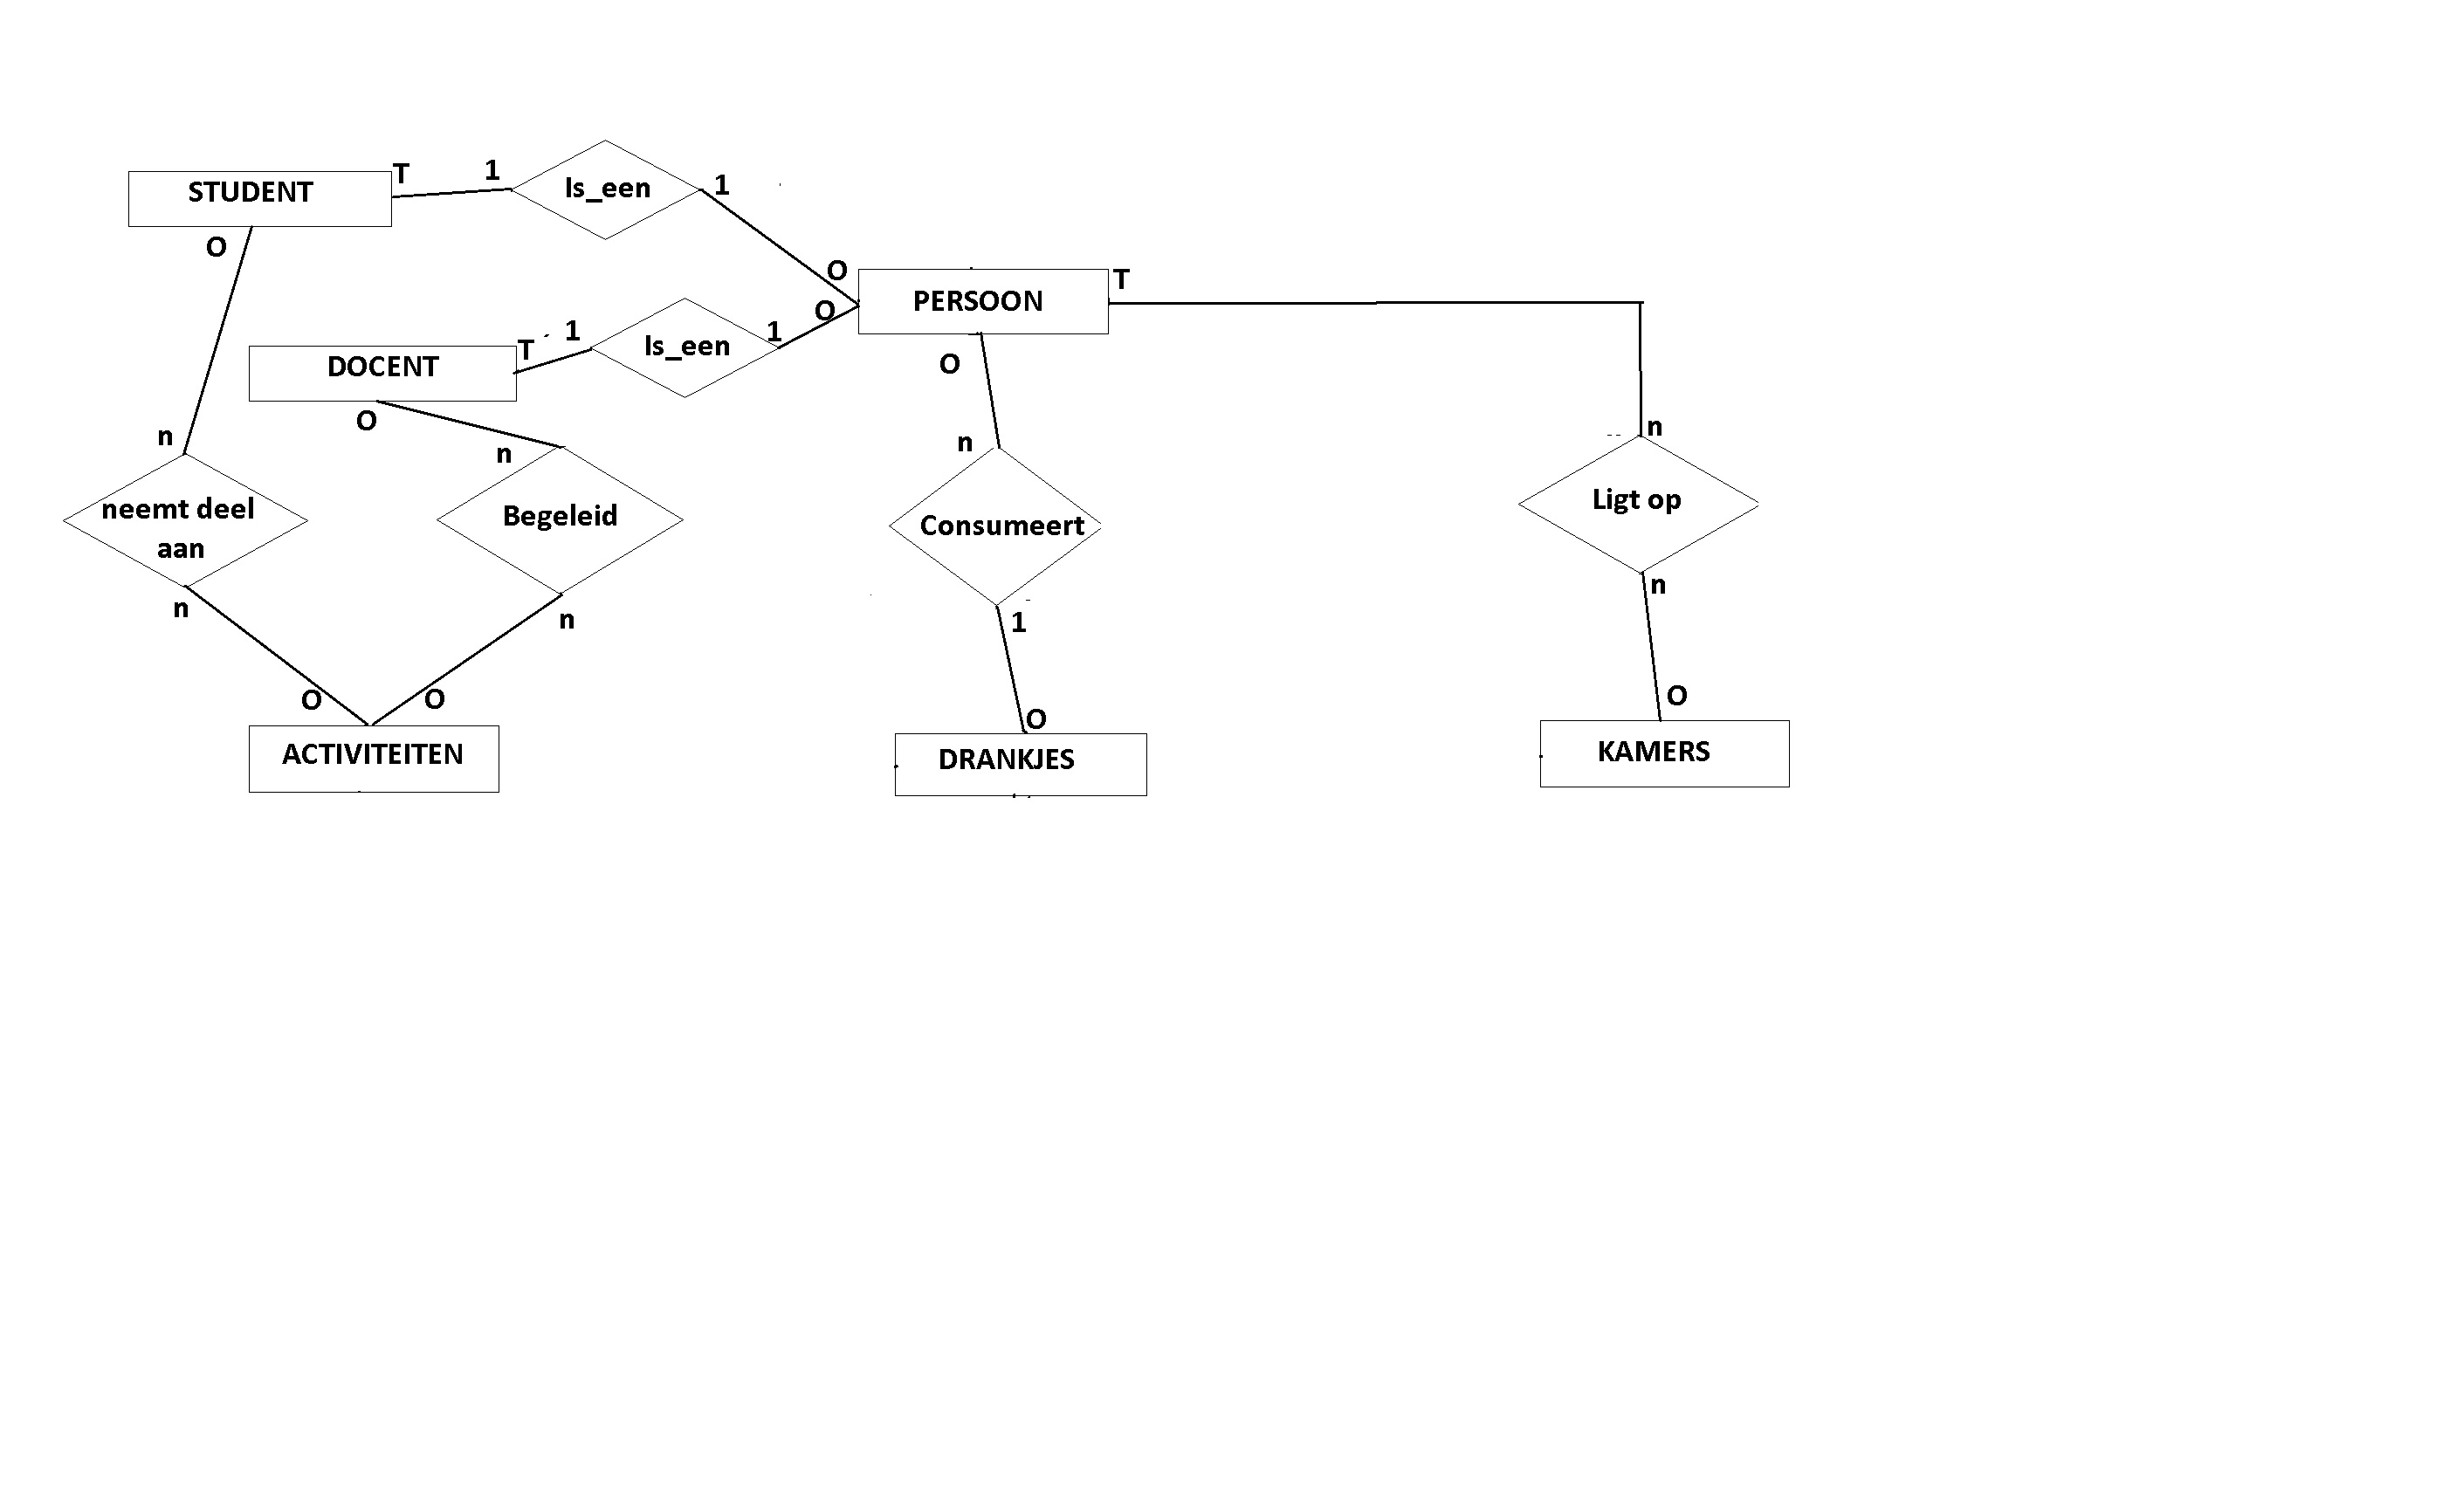 T 1 Is_een 1
STUDENT
O
O
PERSOON T
O
T 1 Is_een 1
DOCENT
O
O
n
n
n
n
neemt deel
aan
Begeleid
Consumeert
Ligt op
n
n
1
n
O
O
O
O
ACTIVITEITEN
DRANKJES
KAMERS